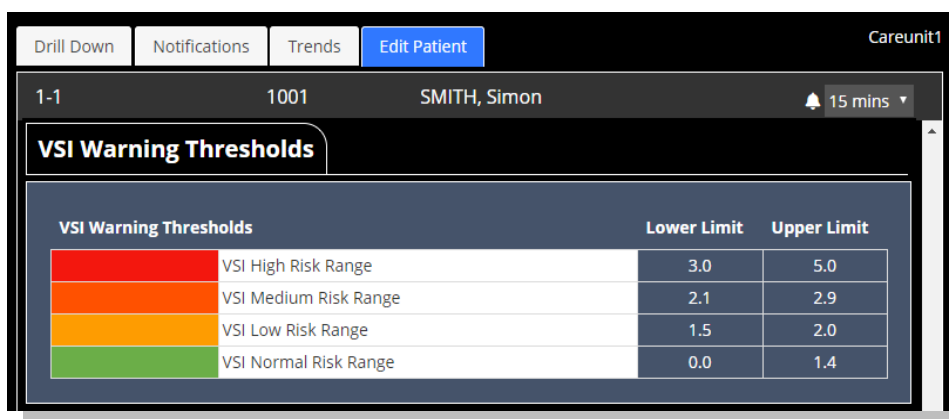 Drill Down Notifications Trends Edit Patient Careunit1
1-1 1001 SMITH, Simon 15 mins
VSI Warning Thresholds
VSI Warning Thresholds Lower Limit Upper Limit
VSI High Risk Range 3.0 5.0
VSI Medium Risk Range 2.1 2.9
VSI Low Risk Range 1.5 2.0
VSI Normal Risk Range 0.0 1.4